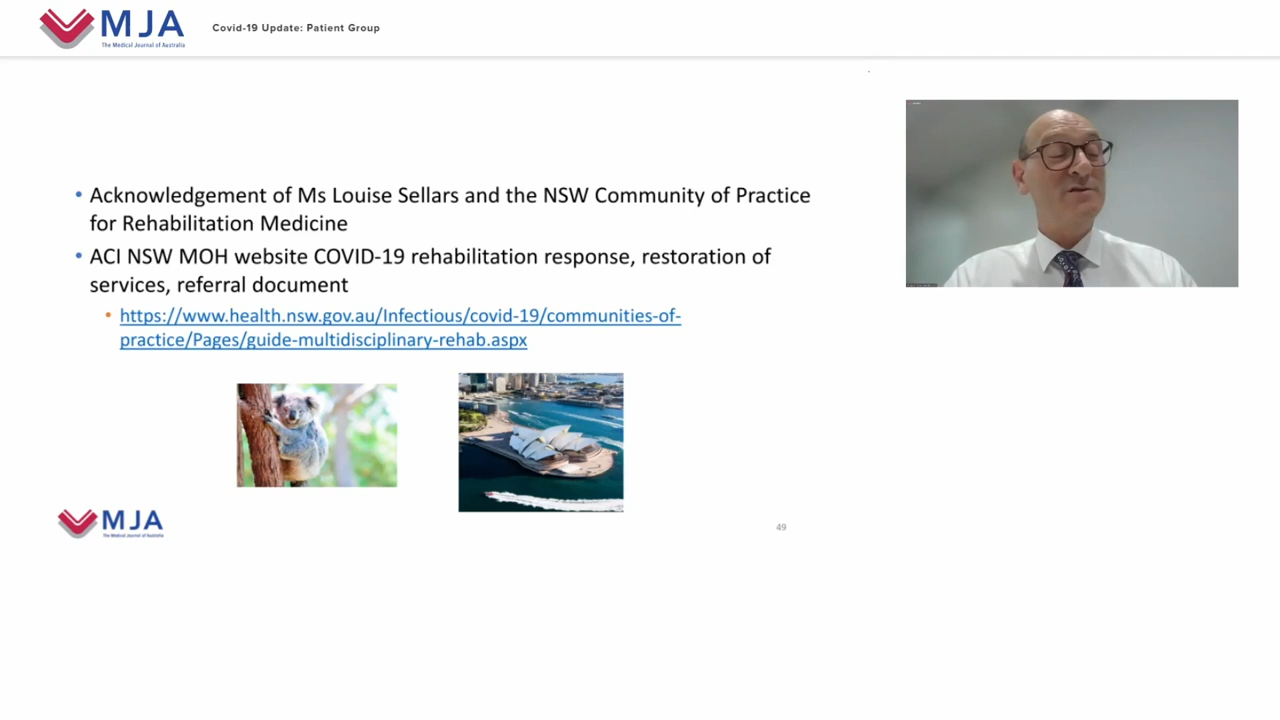 MJA
The Medical Journal of Australia
Covid-19 Update: Patient Group
• Acknowledgement of Ms Louise Sellars and the NSW Community of Practice
for Rehabilitation Medicine
• ACI NSW MOH website COVID-19 rehabilitation response, restoration of
services, referral document
• https://www.health.nsw.gov.au/Infectious/covid-19/communities-of-
practice/Pages/guide-multidisciplinary-rehab.aspx
MJA
The Medical Journal of Australia
49